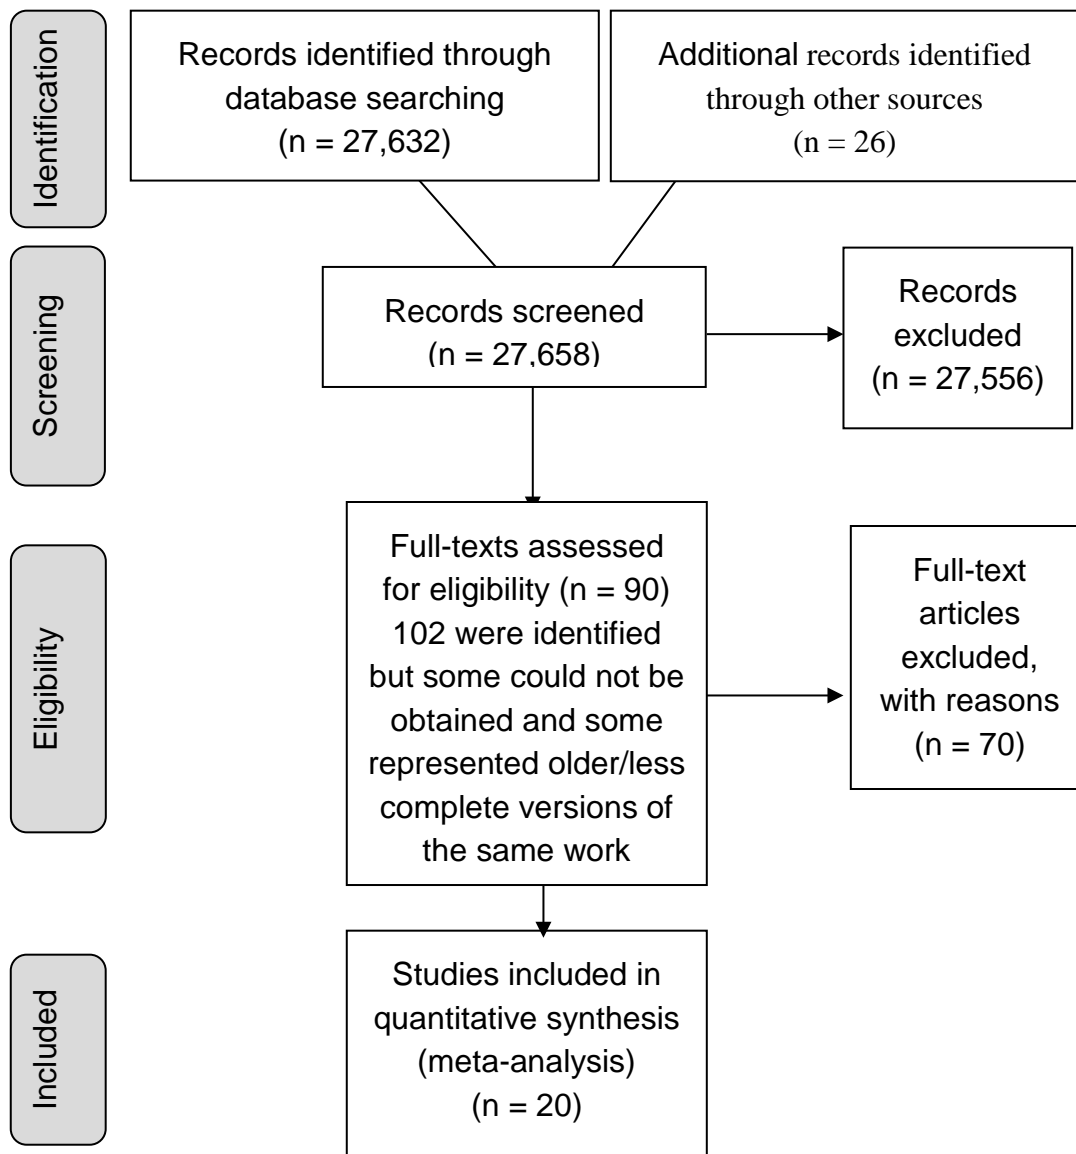 Identification
Records identified through
database searching
(n = 27,632)
Additional records identified
through other sources
(n = 26)
Screening
Records screened
(n = 27,658)
Records
excluded
(n = 27,556)
Eligibility
Full-texts assessed
for eligibility (n = 90)
102 were identified
but some could not be
obtained and some
represented older/less
complete versions of
the same work
Full-text
articles
excluded,
with reasons
(n = 70)
Included
Studies included in
quantitative synthesis
(meta-analysis)
(n = 20)